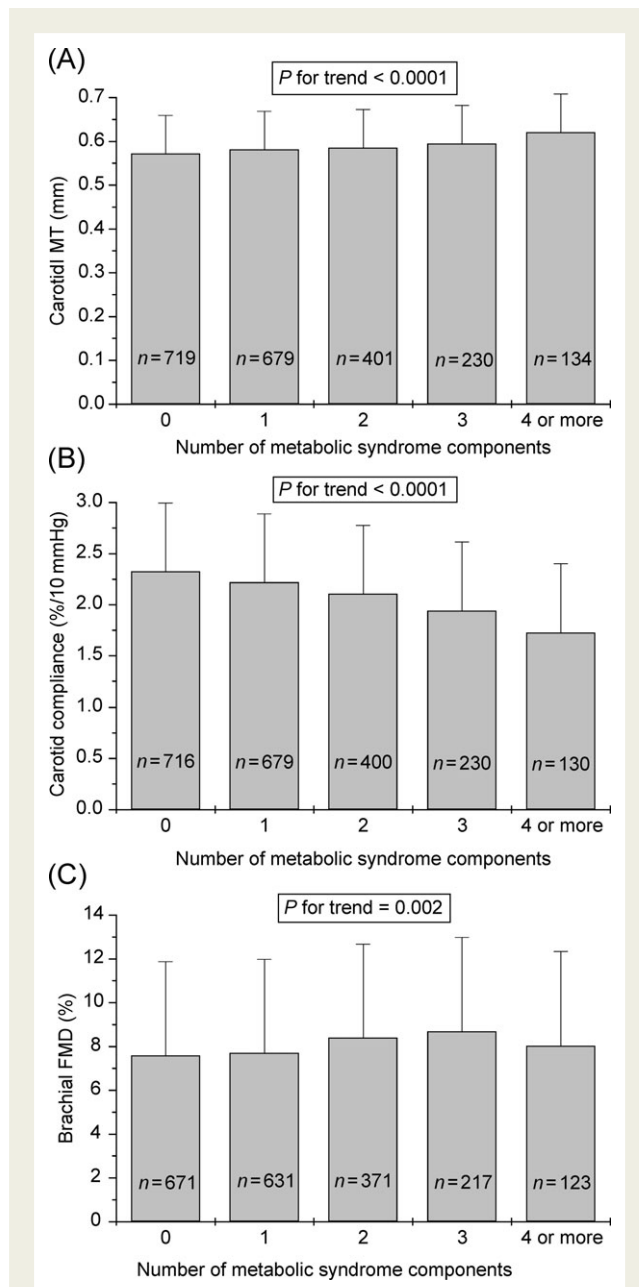 (A)
P for trend < 0.0001
0.7
0.6
0.5
0.4
0.3
0.2
0.1
0.0
CarotidI MT (mm)
n=719 n=679 n=401 n=230 n=134
0 1 2 3 4 or more
Number of metabolic syndrome components
(B)
P for trend < 0.0001
3.0
2.5
2.0
1.5
1.0
0.5
0.0
Carotid compliance (%/10 mmHg)
n=716 n=679 n=400 n=230 n=130
0 1 2 3 4 or more
Number of metabolic syndrome components
(C)
P for trend = 0.002
14
12
10
8
6
4
2
0
Brachial FMD (%)
n=671 n=631 n=371 n=217 n=123
0 1 2 3 4 or more
Number of metabolic syndrome components